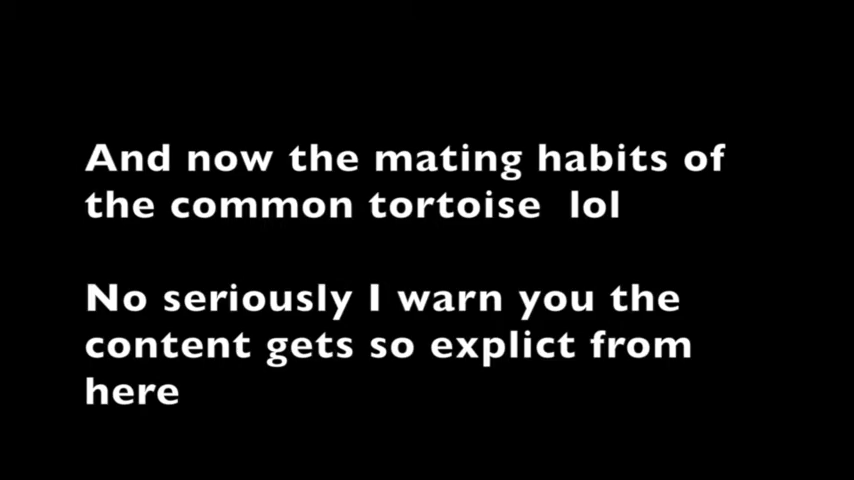 And now the mating habits of
the common tortoise  lol
No seriously I warn you the
content gets so explict from
here